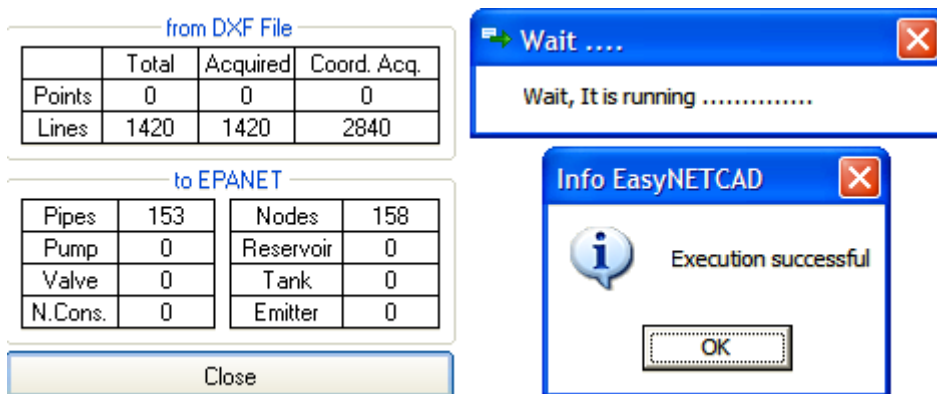 from DXF File
Total Acquired Coord. Acq.
Points 0 0 0
Lines 1420 1420 2840
to EPANET
Pipes 153 Nodes 158
Pump 0 Reservoir 0
Valve 0 Tank 0
N.Cons. 0 Emitter 0
Close
Wait ....
Wait, It is running ..............
Info EasyNETCAD
Execution successful
OK